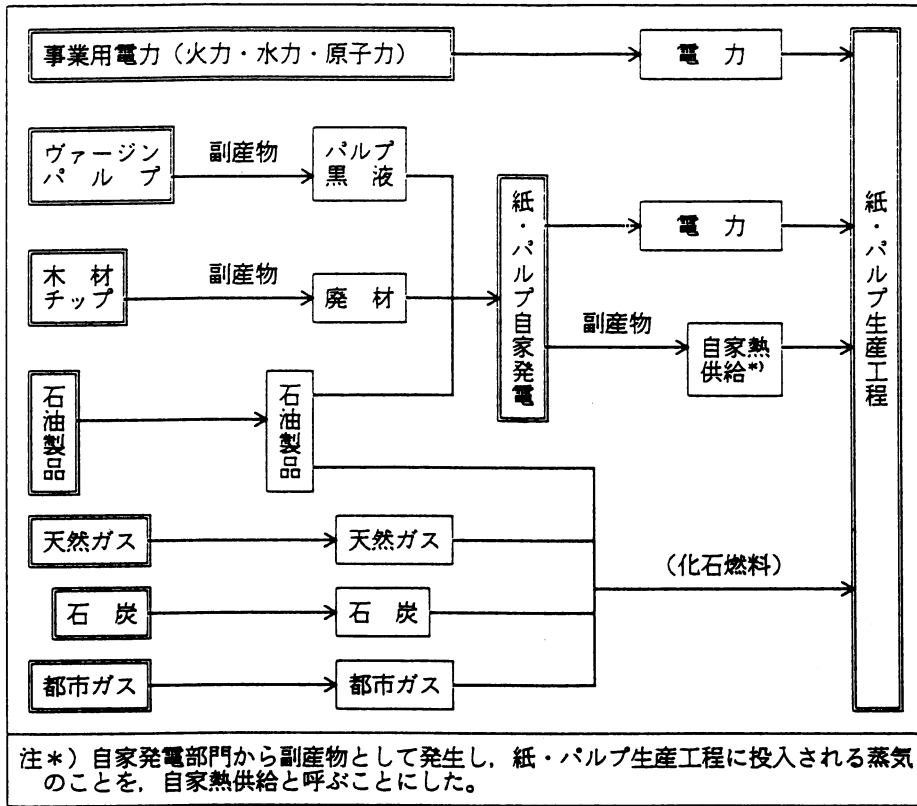 事業用電力(火力・水力・原子力)
電 力
ヴァージン
パルプ
副産物
パルプ
黒 液
木 材
チップ
副産物
廃 材
石油製品
石油製品
紙・パルプ自家発電
電 力
副産物
自家熱
供給*)
天然ガス
天然ガス
石 炭
石 炭
都市ガス
都市ガス
(化石燃料)
紙・パルプ生産工程
注*)自家発電部門から副産物として発生し,紙・パルプ生産工程に投入される蒸気
のことを,自家熱供給と呼ぶことにした。